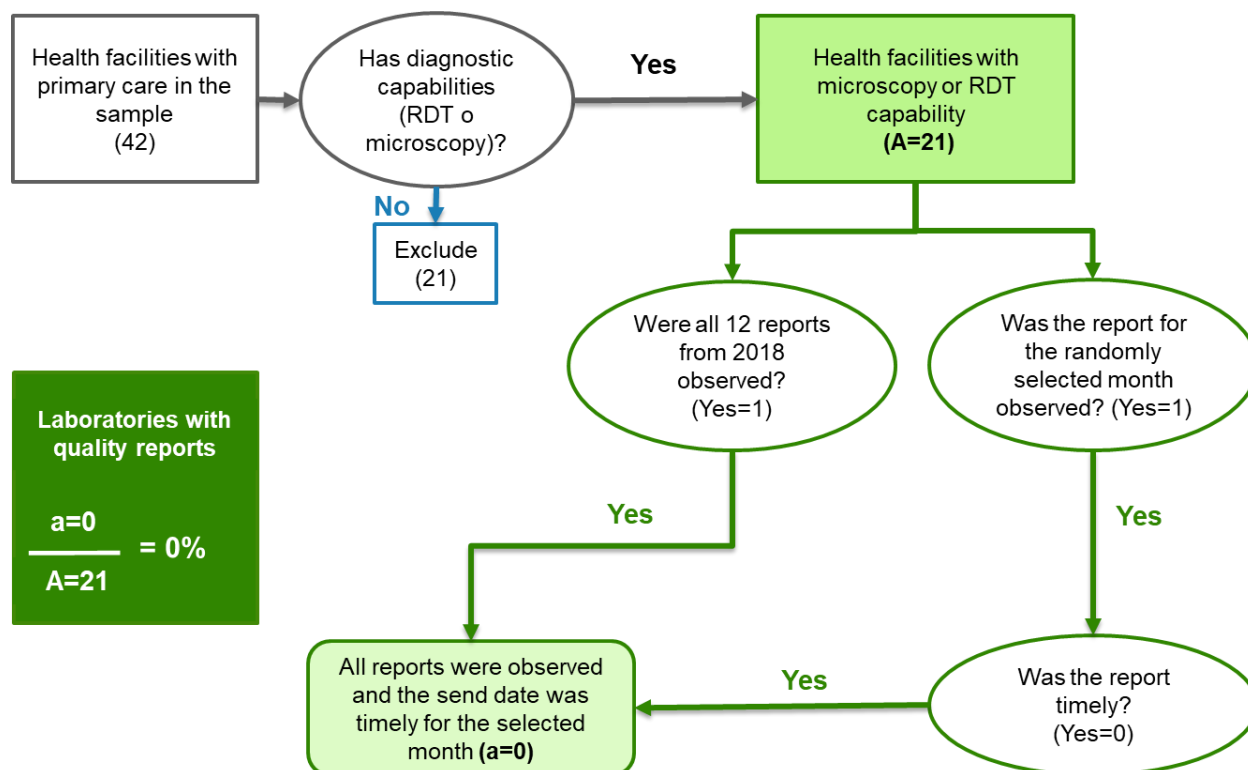 Health facilities with
primary care in the
sample
(42)
Has diagnostic
capabilities
(RDT o
microscopy)?
Yes
Health facilities with
microscopy or RDT
capability
(A=21)
No
Exclude
(21)
Were all 12 reports
from 2018
observed?
(Yes=1)
Was the report for
the randomly
selected month
observed? (Yes=1)
Laboratories with
quality reports
a=0
A=21
= 0%
Yes
Yes
All reports were observed
and the send date was
timely for the selected
month (a=0)
Yes
Was the report
timely?
(Yes=0)